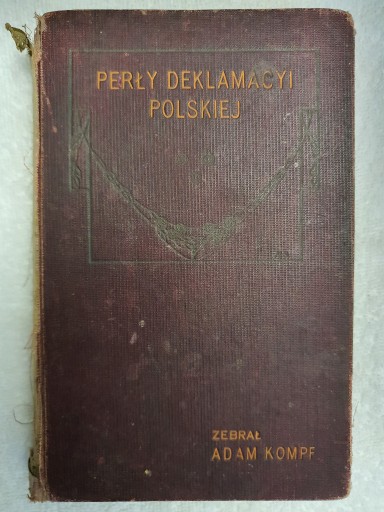 PERŁY DEKLAMACYI
POLSKIEJ
ZEBRAŁ
ADAM KOMPF